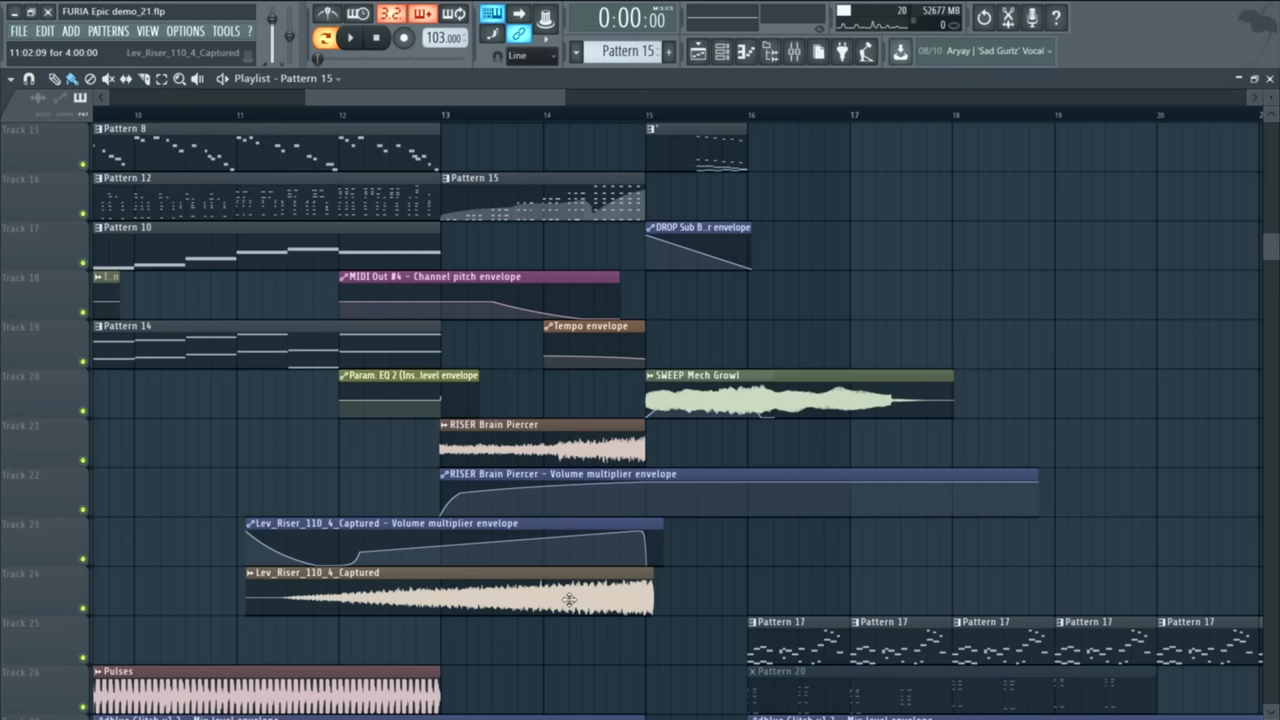 FURIA Epic demo_21.flp
FILE EDIT ADD PATTERNS VIEW OPTIONS TOOLS ?
11:02:09 for 4:00:00 Lev_Riser_110_4_Captured
3.2.
103.000
0:00:00
M:S:CS
Line
Pattern 15
20
52677 MB
0
08/10 Aryay | 'Sad Gurlz' Vocal
Playlist - Pattern 15
10 11 12 13 14 15 16 17 18 19 20
Track 15
Pattern 8
Track 16
Pattern 12
Pattern 15
Track 17
Pattern 10
DROP Sub B..r envelope
Track 18
MIDI Out #4 - Channel pitch envelope
Track 19
Pattern 14
Tempo envelope
Track 20
Param. EQ 2 (Ins..level envelope
SWEEP Mech Growl
Track 21
RISER Brain Piercer
Track 22
RISER Brain Piercer - Volume multiplier envelope
Track 23
Lev_Riser_110_4_Captured - Volume multiplier envelope
Track 24
Lev_Riser_110_4_Captured
Track 25
Pattern 17 Pattern 17 Pattern 17 Pattern 17 Pattern 17
Track 26
Pulses
Pattern 20